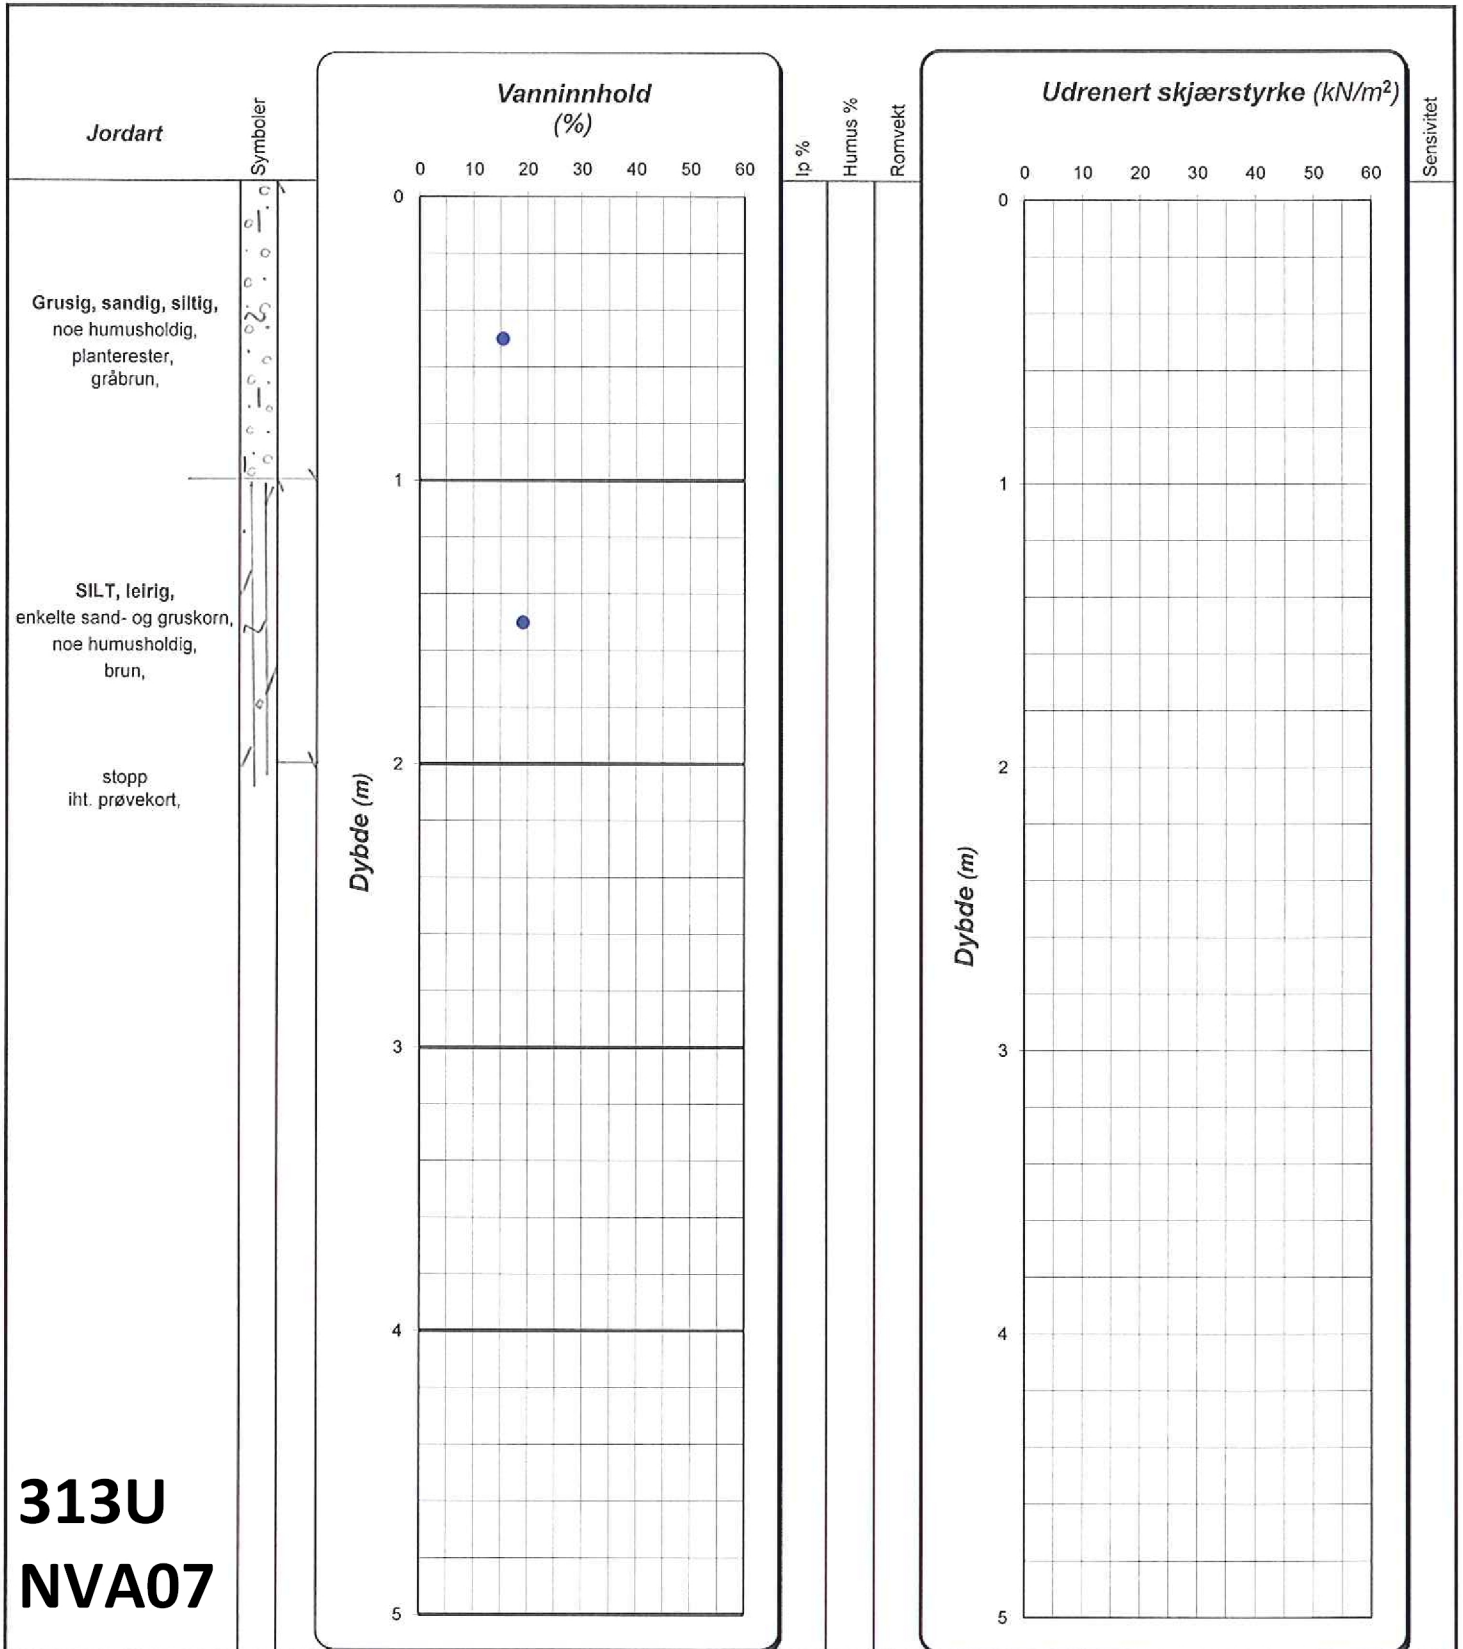 Jordart
Symboler
Vanninnhold
(%)
0 10 20 30 40 50 60
Ip %
Humus %
Romvekt
Udrenert skjærstyrke (kN/m²)
0 10 20 30 40 50 60
Sensivitet
Grusig, sandig, siltig,
noe humusholdig,
planterester,
gråbrun,
SILT, leirig,
enkelte sand- og gruskorn,
noe humusholdig,
brun,
stopp
iht. prøvekort,
Dybde (m)
0
1
2
3
4
5
Dybde (m)
0
1
2
3
4
5
313U
NVA07